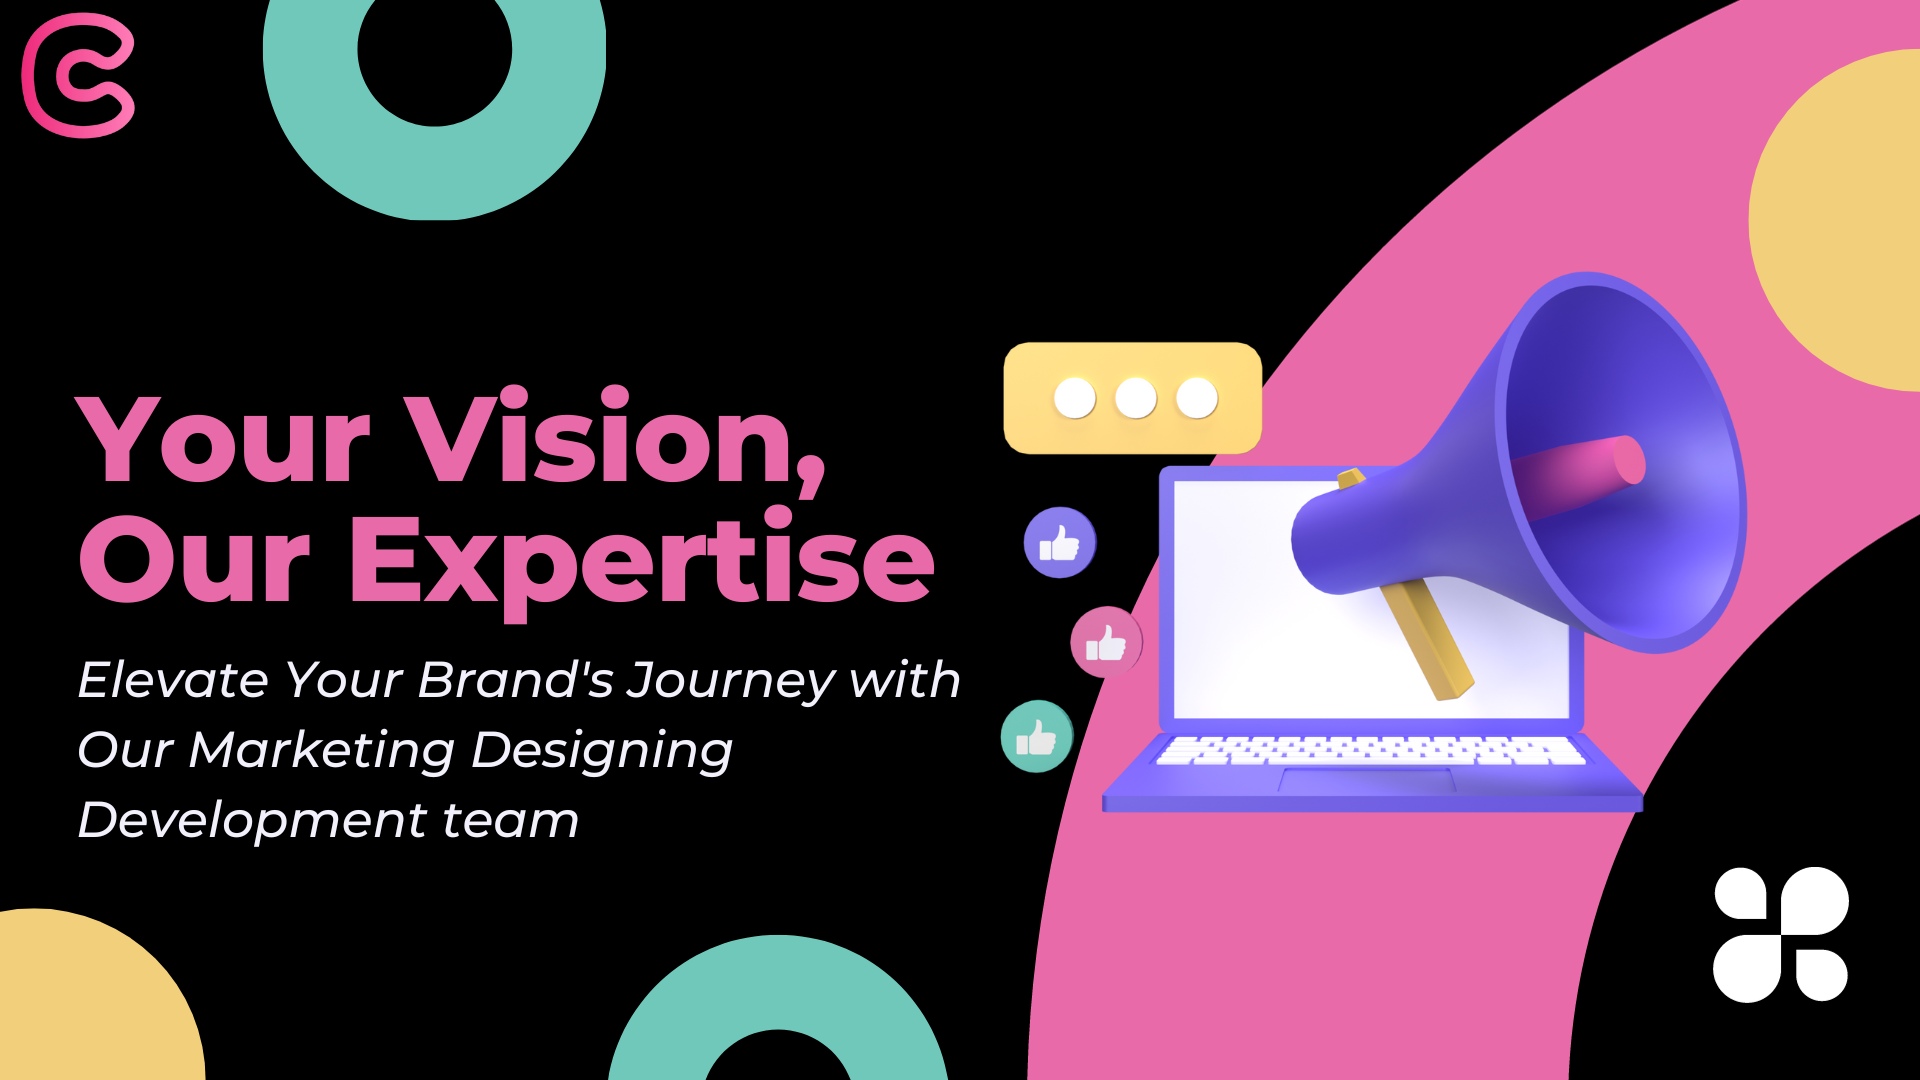 Your Vision,
Our Expertise
Elevate Your Brand's Journey with
Our Marketing Designing
Development team